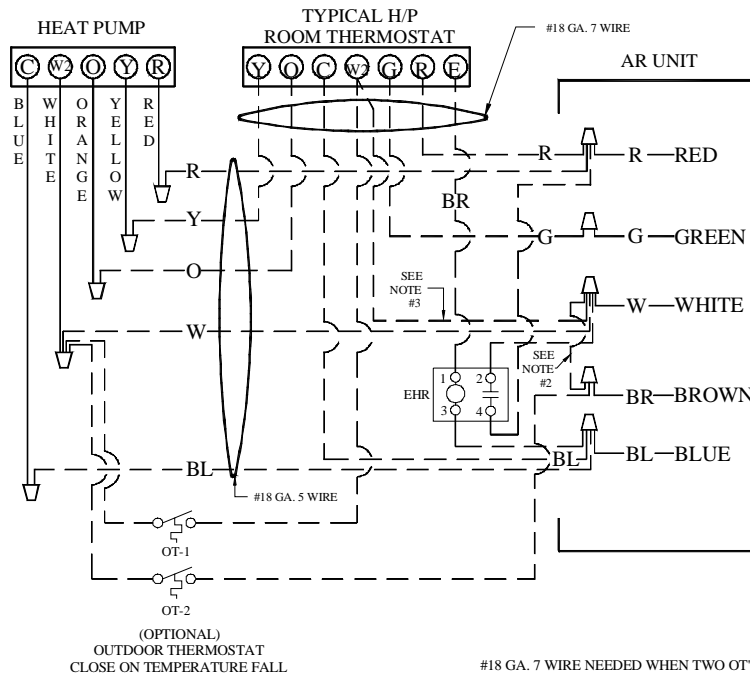 HEAT PUMP
TYPICAL H/P
ROOM THERMOSTAT
#18 GA. 7 WIRE
AR UNIT
C W2 O Y R
Y O C W2 G R E
BLUE
WHITE
ORANGE
YELLOW
RED
R
R
R
RED
Y
BR
G
G
GREEN
O
SEE
NOTE
#3
W
W
WHITE
SEE
NOTE
#2
1 2
EHR
3 4
BR
BROWN
BL
BL
BL
BLUE
#18 GA. 5 WIRE
OT-1
OT-2
(OPTIONAL)
OUTDOOR THERMOSTAT
CLOSE ON TEMPERATURE FALL
#18 GA. 7 WIRE NEEDED WHEN TWO OT'